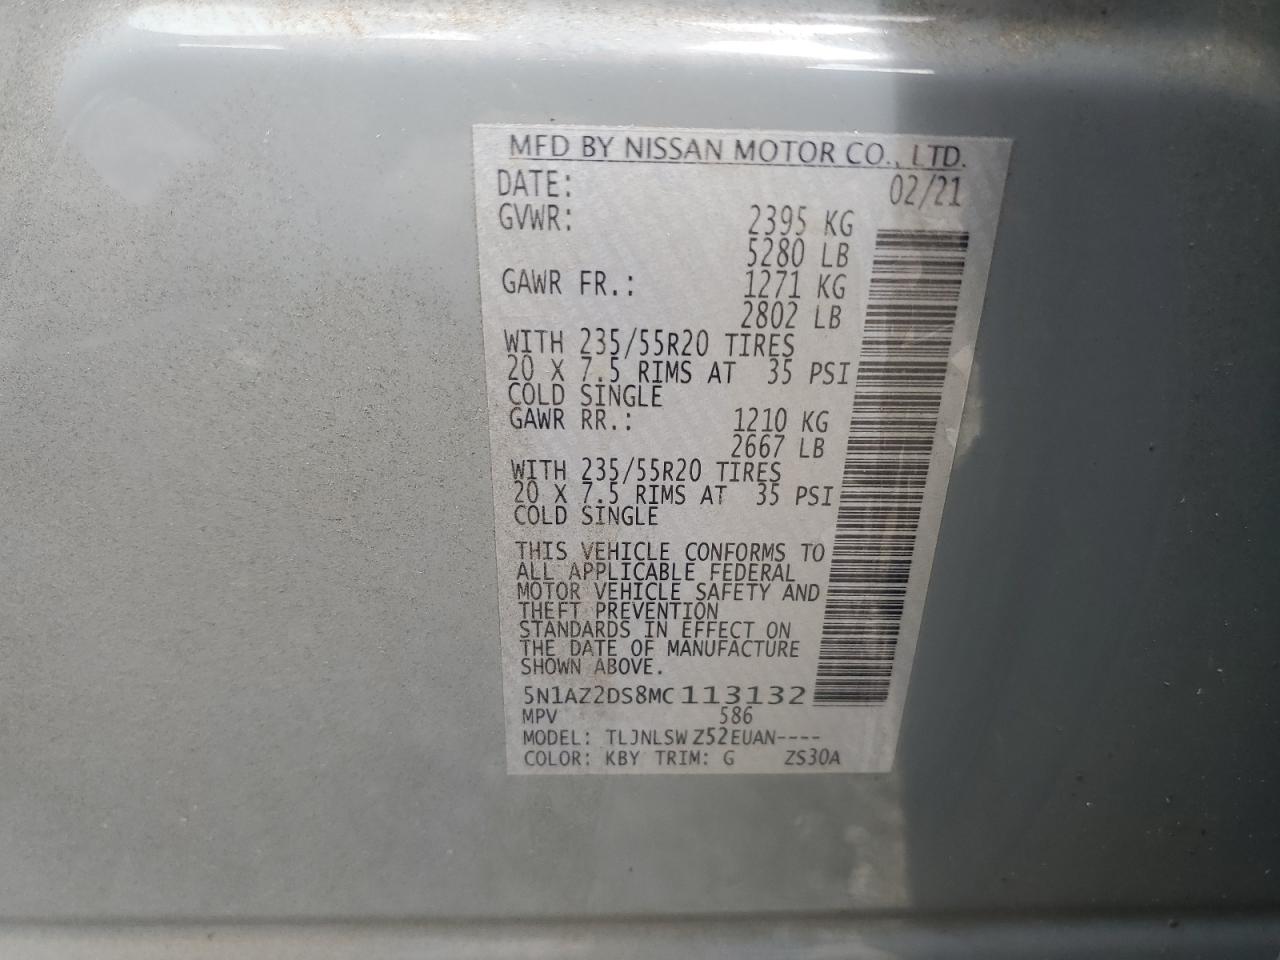 MFD BY NISSAN MOTOR CO., LTD.
DATE: 02/21
GVWR: 2395 KG
5280 LB
GAWR FR.: 1271 KG
2802 LB
WITH 235/55R20 TIRES
20 X 7.5 RIMS AT 35 PSI
COLD SINGLE
GAWR RR.: 1210 KG
2667 LB
WITH 235/55R20 TIRES
20 X 7.5 RIMS AT 35 PSI
COLD SINGLE
THIS VEHICLE CONFORMS TO
ALL APPLICABLE FEDERAL
MOTOR VEHICLE SAFETY AND
THEFT PREVENTION
STANDARDS IN EFFECT ON
THE DATE OF MANUFACTURE
SHOWN ABOVE.
5N1AZ2DS8MC113132
MPV 586
MODEL: TLJNLSWZ52EUAN----
COLOR: KBY TRIM: G ZS30A